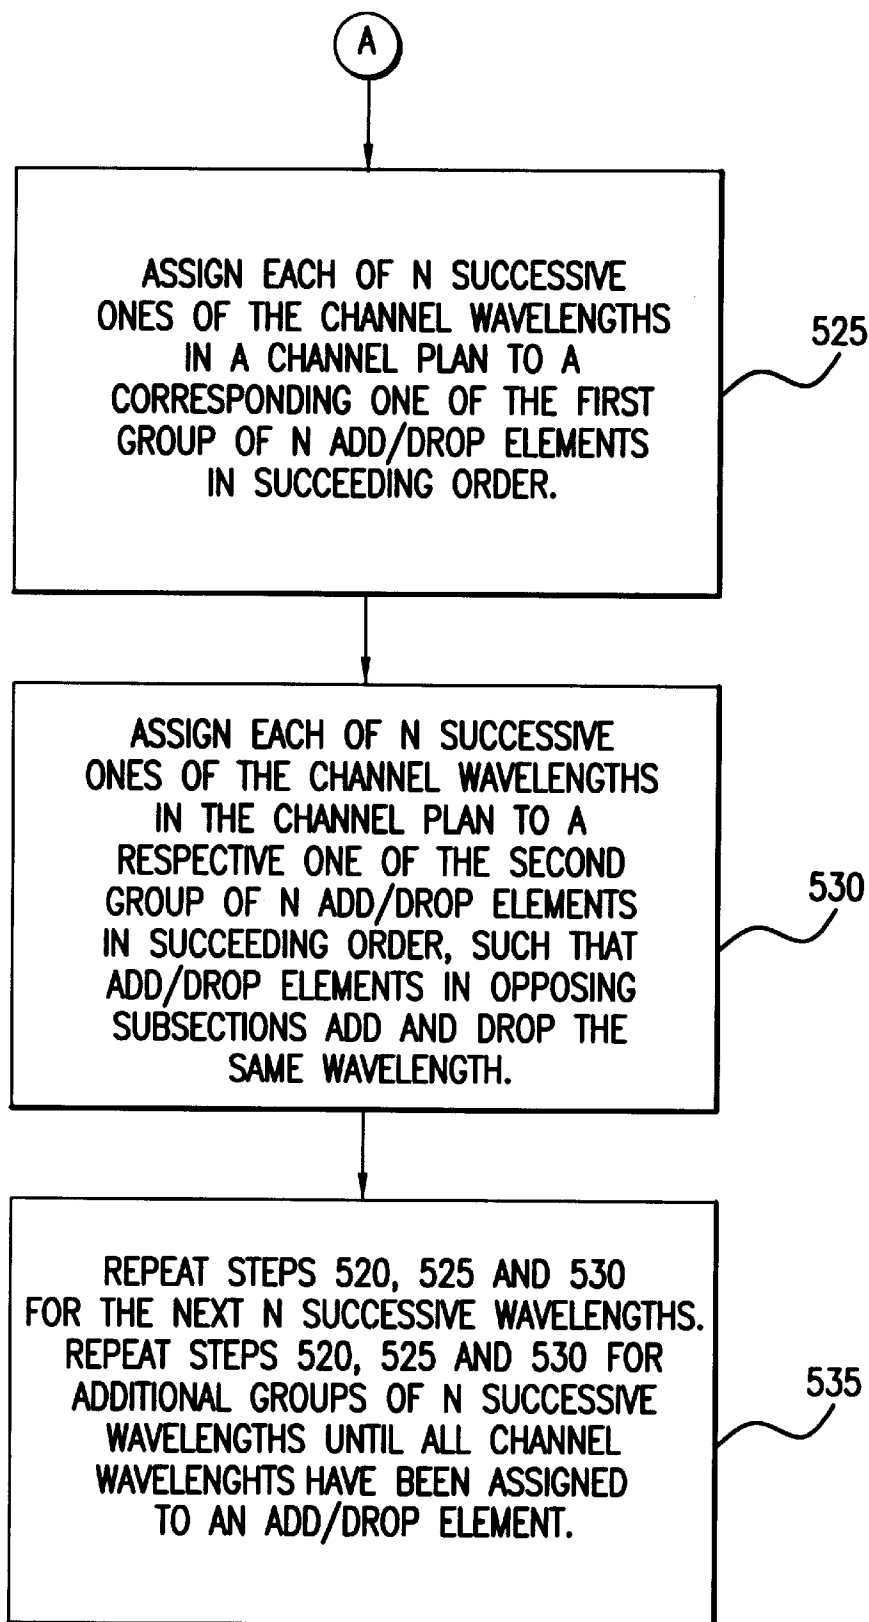 A
ASSIGN EACH OF N SUCCESSIVE
ONES OF THE CHANNEL WAVELENGTHS
IN A CHANNEL PLAN TO A
CORRESPONDING ONE OF THE FIRST
GROUP OF N ADD/DROP ELEMENTS
IN SUCCEEDING ORDER.
525
ASSIGN EACH OF N SUCCESSIVE
ONES OF THE CHANNEL WAVELENGTHS
IN THE CHANNEL PLAN TO A
RESPECTIVE ONE OF THE SECOND
GROUP OF N ADD/DROP ELEMENTS
IN SUCCEEDING ORDER, SUCH THAT
ADD/DROP ELEMENTS IN OPPOSING
SUBSECTIONS ADD AND DROP THE
SAME WAVELENGTH.
530
REPEAT STEPS 520, 525 AND 530
FOR THE NEXT N SUCCESSIVE WAVELENGTHS.
REPEAT STEPS 520, 525 AND 530 FOR
ADDITIONAL GROUPS OF N SUCCESSIVE
WAVELENGTHS UNTIL ALL CHANNEL
WAVELENGHTS HAVE BEEN ASSIGNED
TO AN ADD/DROP ELEMENT.
535